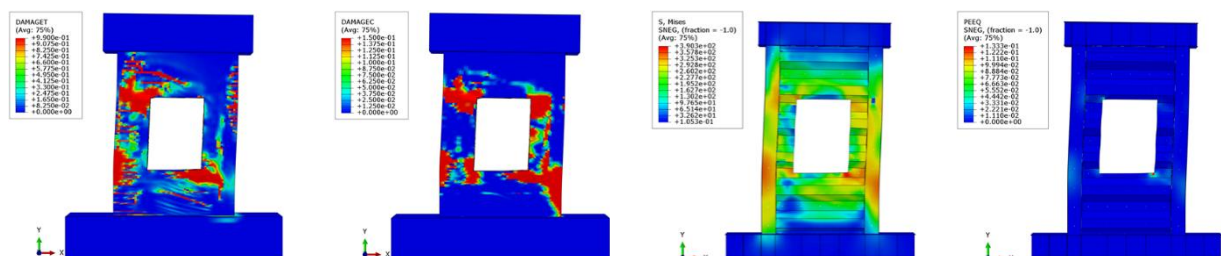 DAMAGET
(Avg: 75%)
+9.900e-01
+9.075e-01
+8.250e-01
+7.425e-01
+6.600e-01
+5.775e-01
+4.950e-01
+4.125e-01
+3.300e-01
+2.475e-01
+1.650e-01
+8.250e-02
+0.000e+00
Y
X
DAMAGEC
(Avg: 75%)
+1.500e-01
+1.375e-01
+1.250e-01
+1.125e-01
+1.000e-01
+8.750e-02
+7.500e-02
+6.250e-02
+5.000e-02
+3.750e-02
+2.500e-02
+1.250e-02
+0.000e+00
Y
X
S, Mises
SNEG, (fraction = -1.0)
(Avg: 75%)
+3.903e+02
+3.578e+02
+3.253e+02
+2.928e+02
+2.602e+02
+2.277e+02
+1.952e+02
+1.627e+02
+1.302e+02
+9.765e+01
+6.514e+01
+3.262e+01
+1.053e-01
Y
PEEQ
SNEG, (fraction = -1.0)
(Avg: 75%)
+1.333e-01
+1.222e-01
+1.110e-01
+9.994e-02
+8.884e-02
+7.773e-02
+6.663e-02
+5.552e-02
+4.442e-02
+3.331e-02
+2.221e-02
+1.110e-02
+0.000e+00
Y